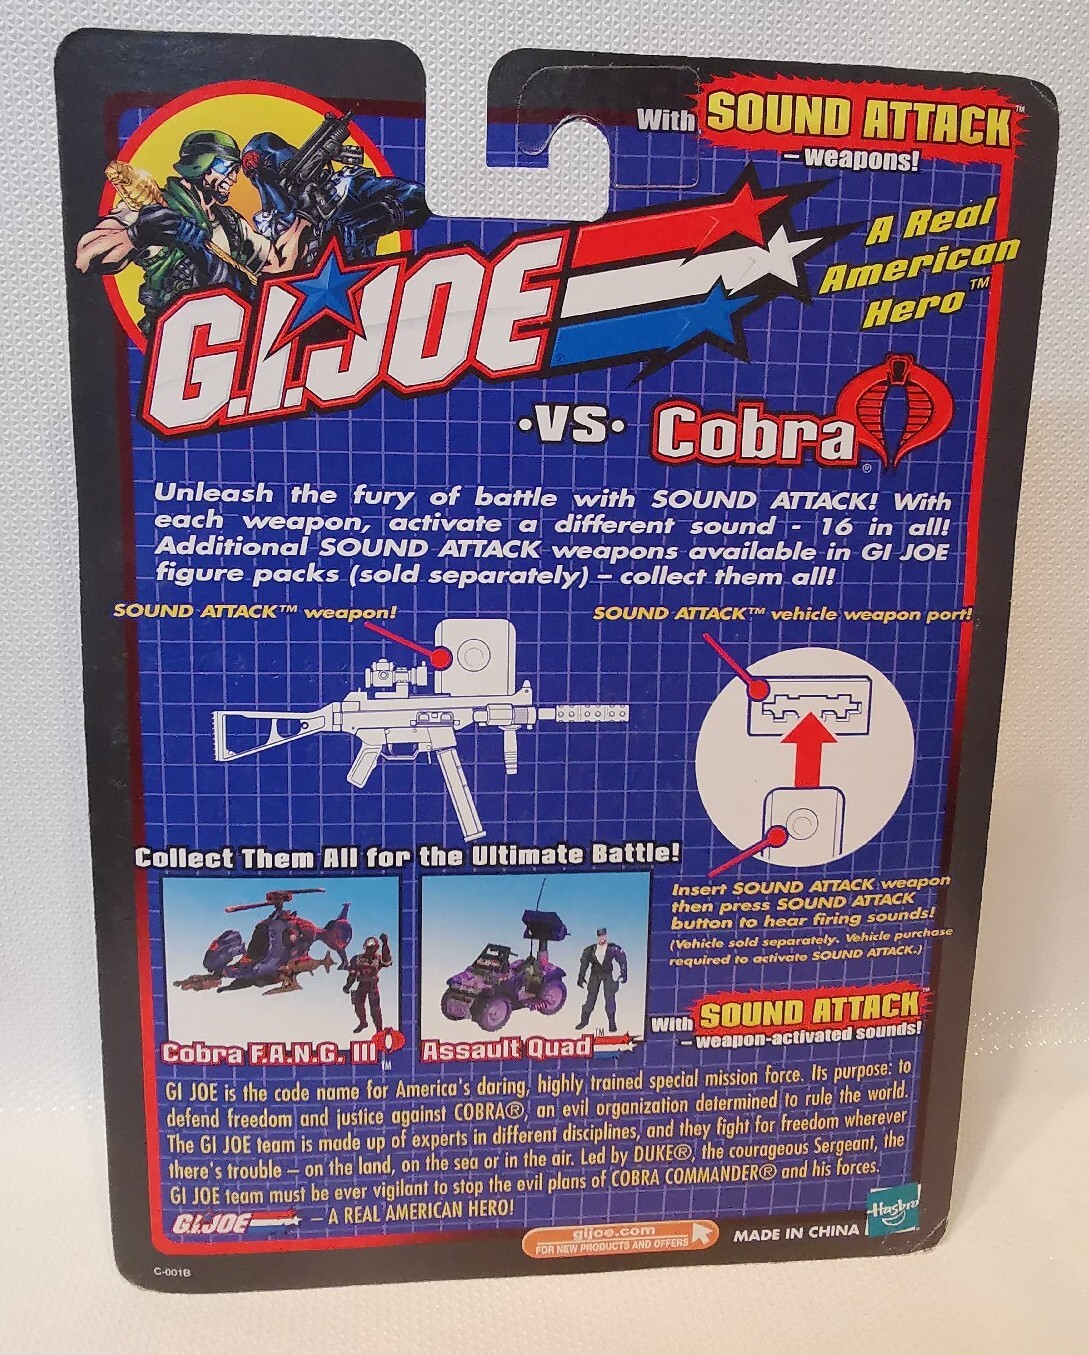 With SOUND ATTACK™
– weapons!
G.I. JOE
A Real
American
Hero™
•VS• Cobra®
Unleash the fury of battle with SOUND ATTACK! With
each weapon, activate a different sound - 16 in all!
Additional SOUND ATTACK weapons available in GI JOE
figure packs (sold separately) – collect them all!
SOUND ATTACK™ weapon!
SOUND ATTACK™ vehicle weapon port!
Collect Them All for the Ultimate Battle!
Insert SOUND ATTACK weapon
then press SOUND ATTACK
button to hear firing sounds!
(Vehicle sold separately. Vehicle purchase
required to activate SOUND ATTACK.)
Cobra F.A.N.G. III™
Assault Quad™
With SOUND ATTACK™
– weapon-activated sounds!
GI JOE is the code name for America's daring, highly trained special mission force. Its purpose: to
defend freedom and justice against COBRA®, an evil organization determined to rule the world.
The GI JOE team is made up of experts in different disciplines, and they fight for freedom wherever
there's trouble – on the land, on the sea or in the air. Led by DUKE®, the courageous Sergeant, the
GI JOE team must be ever vigilant to stop the evil plans of COBRA COMMANDER® and his forces.
G.I. JOE – A REAL AMERICAN HERO!
gijoe.com
FOR NEW PRODUCTS AND OFFERS
MADE IN CHINA
Hasbro
C-001B